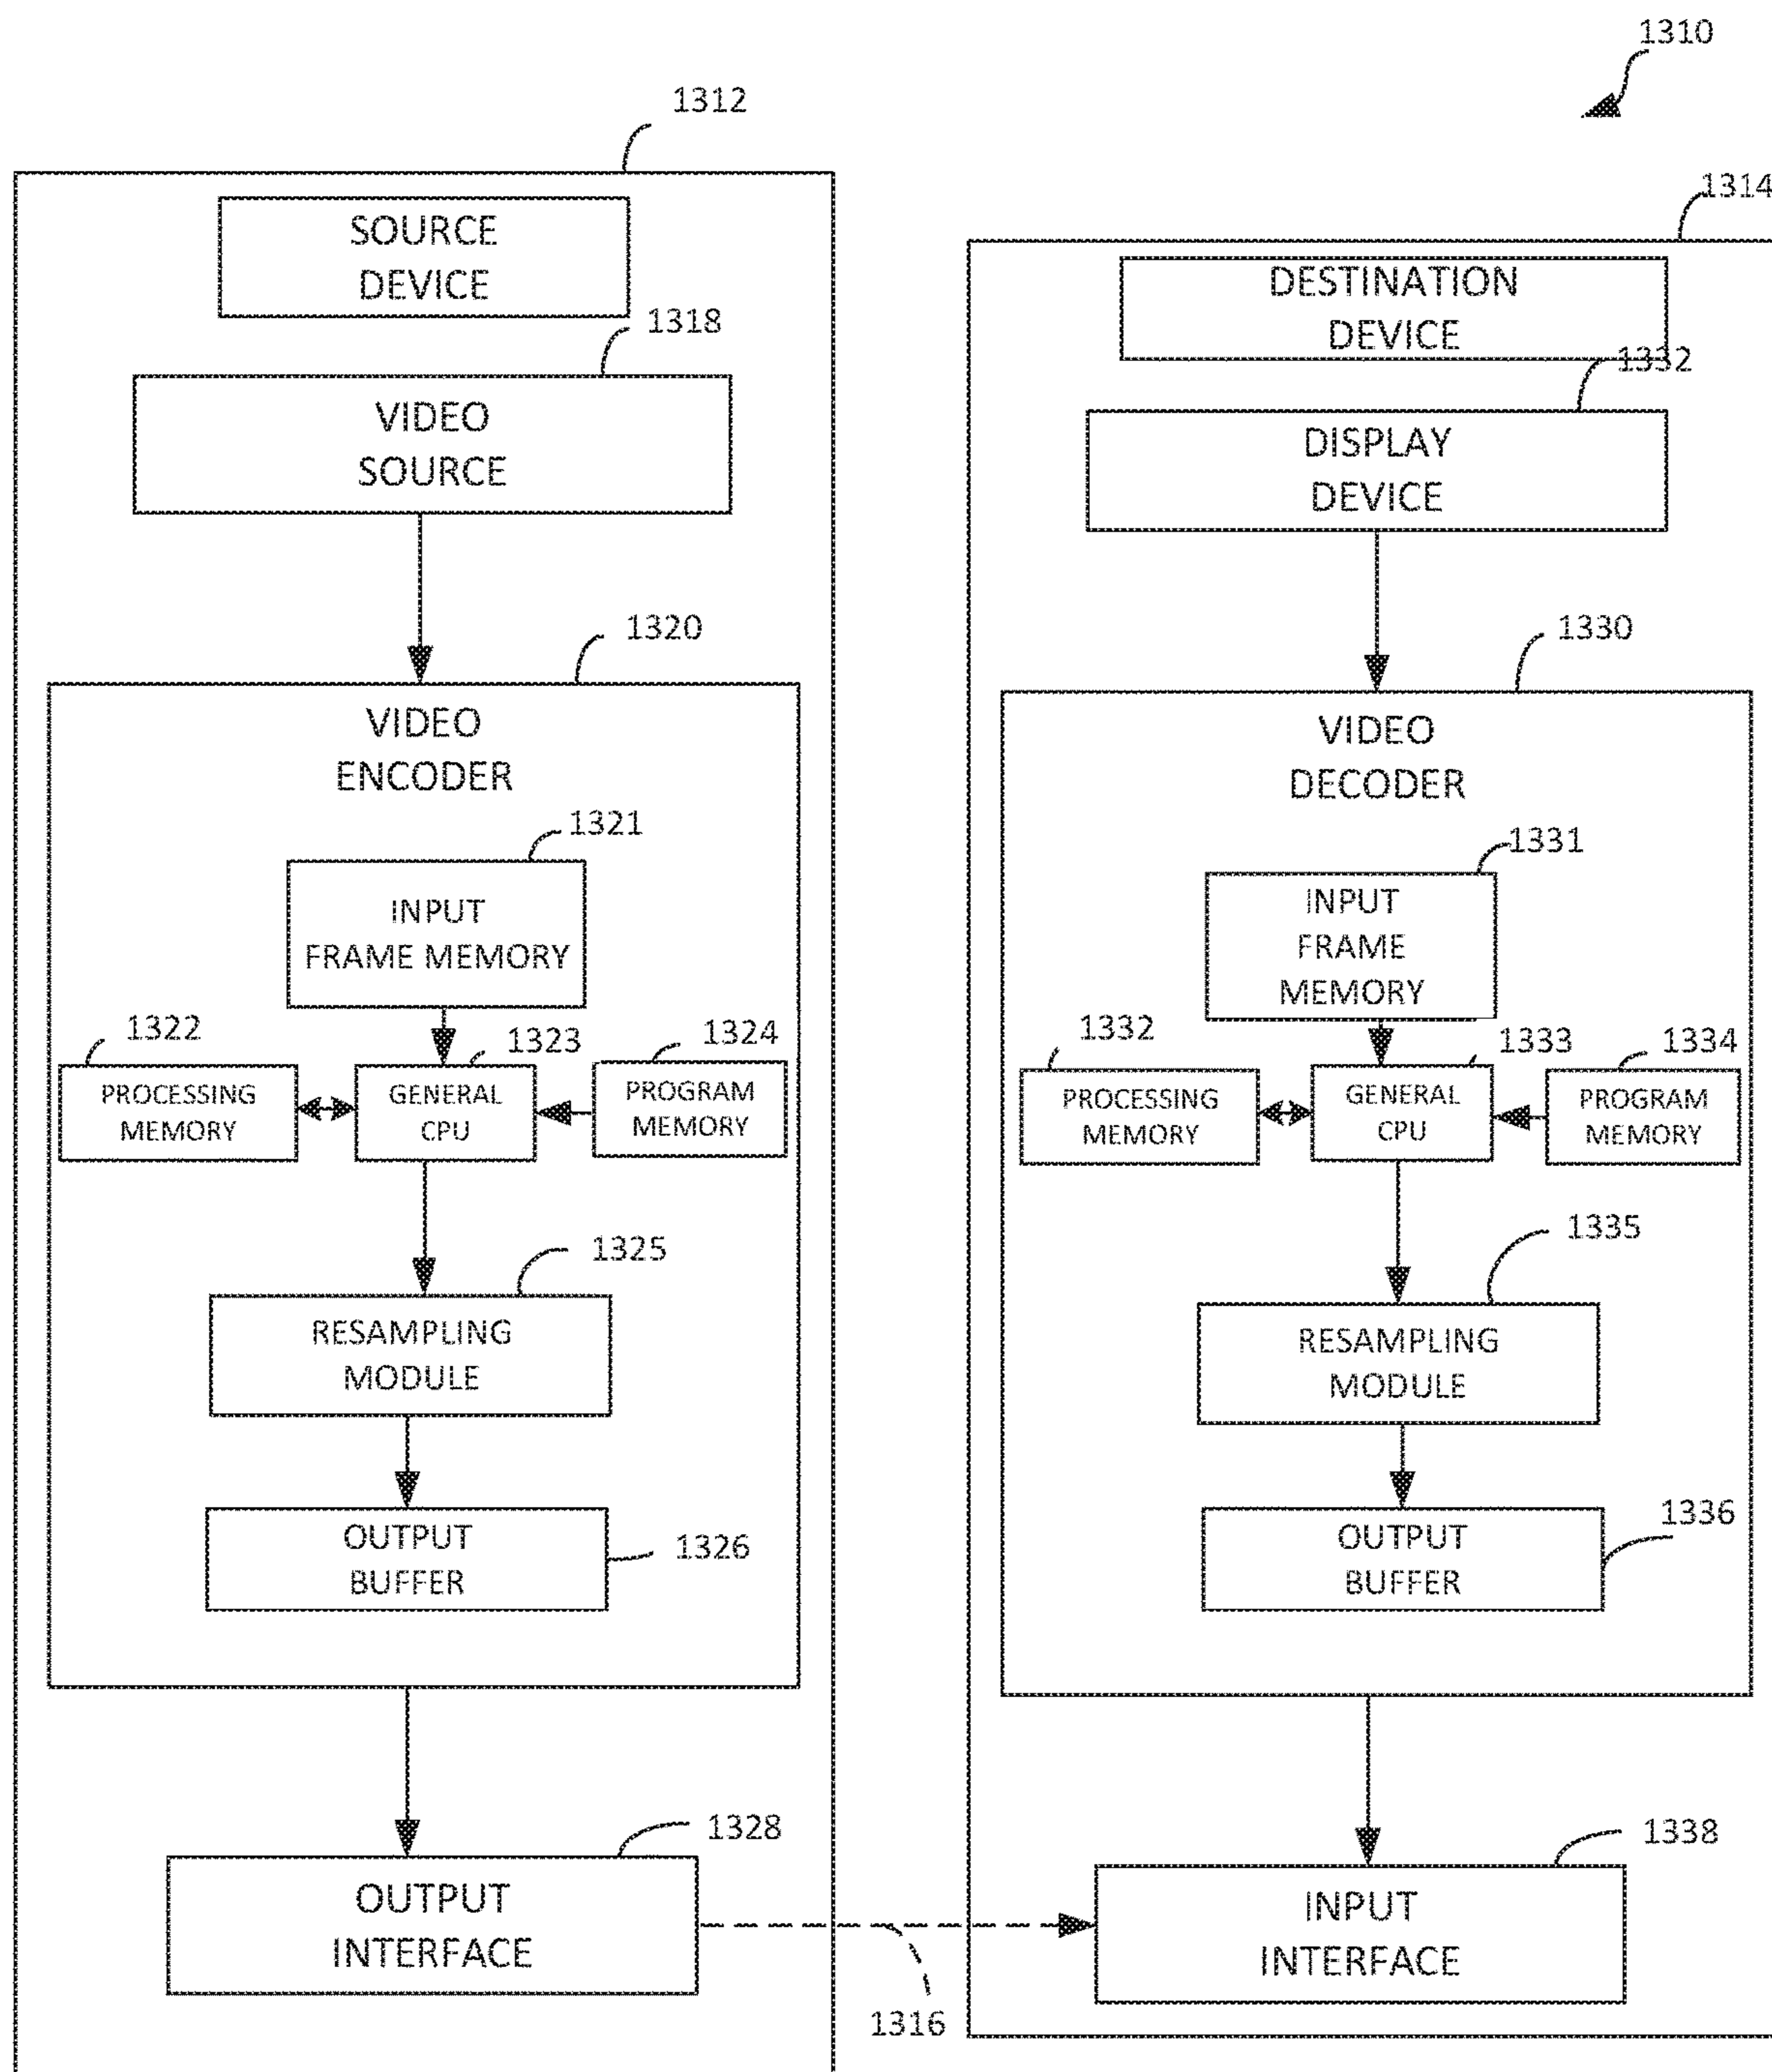 1310
1312
SOURCE
DEVICE
1318
VIDEO
SOURCE
1320
VIDEO
ENCODER
1321
INPUT
FRAME MEMORY
1322
1323
1324
PROCESSING
MEMORY
GENERAL
CPU
PROGRAM
MEMORY
1325
RESAMPLING
MODULE
OUTPUT
BUFFER
1326
1328
OUTPUT
INTERFACE
1316
1314
DESTINATION
DEVICE
1332
DISPLAY
DEVICE
1330
VIDEO
DECODER
1331
INPUT
FRAME
MEMORY
1332
1333
1334
PROCESSING
MEMORY
GENERAL
CPU
PROGRAM
MEMORY
1335
RESAMPLING
MODULE
OUTPUT
BUFFER
1336
1338
INPUT
INTERFACE